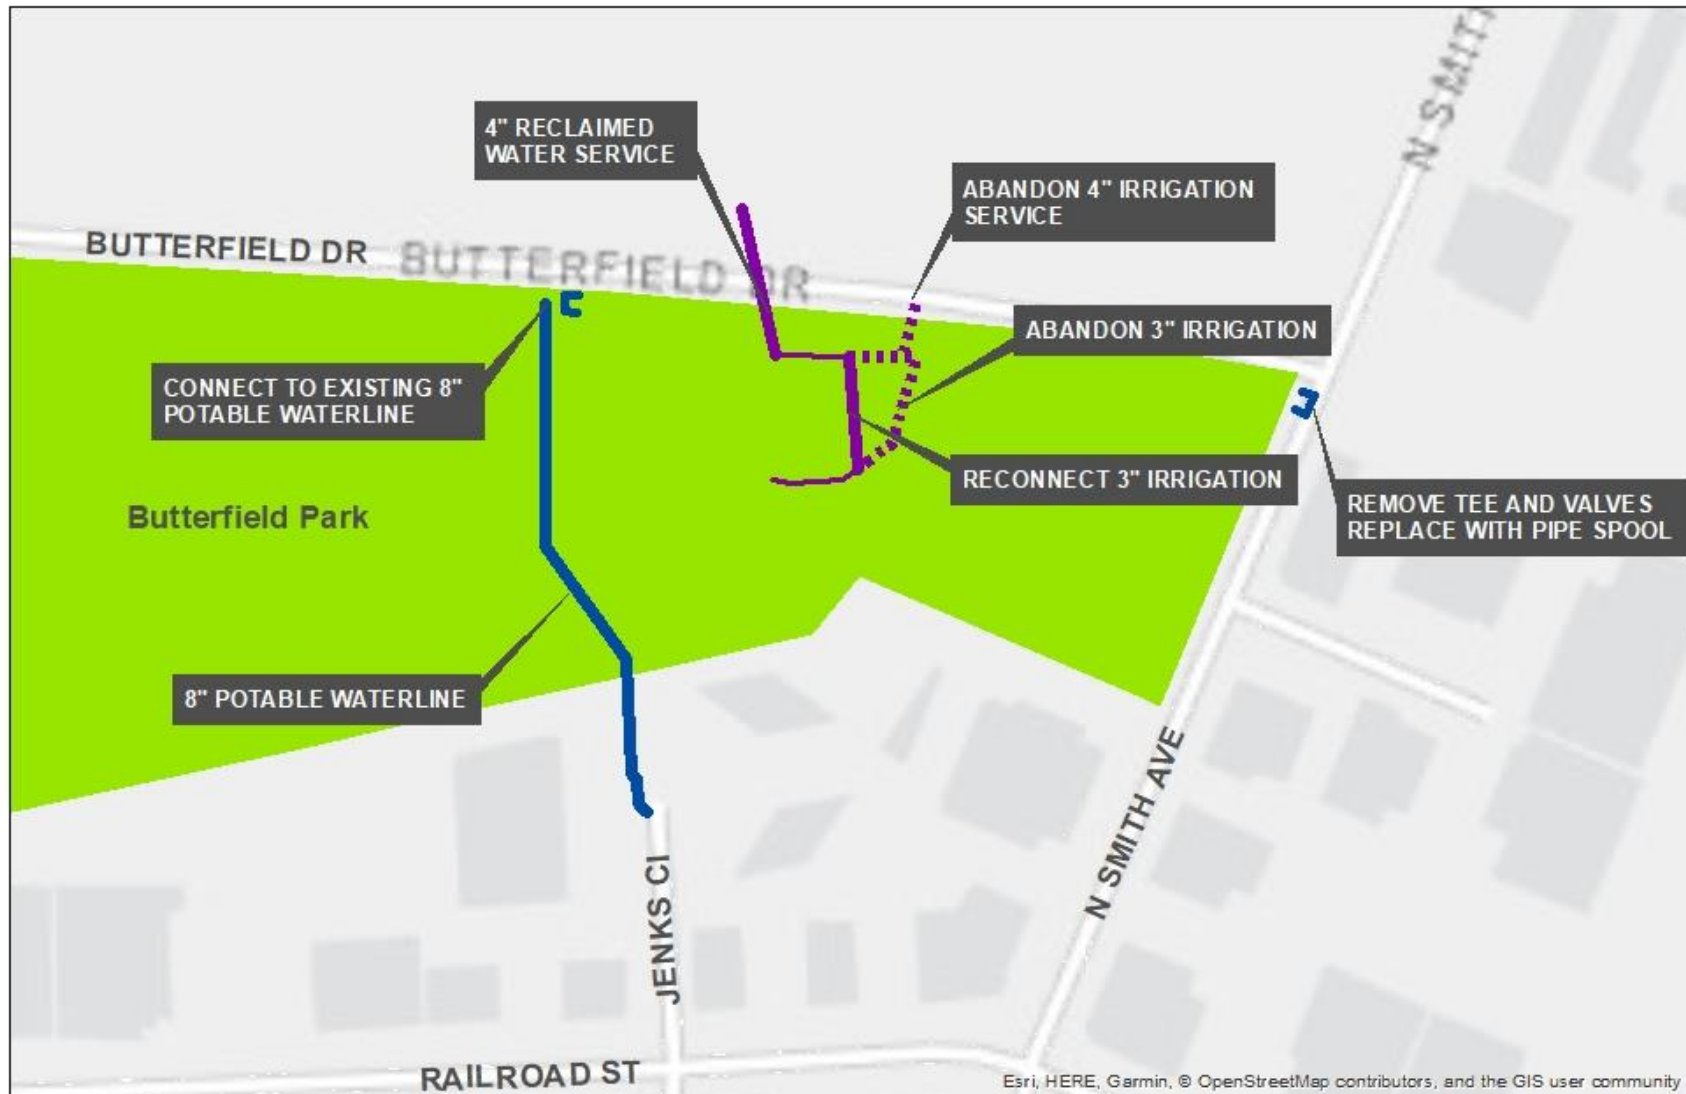 N SMITH
4" RECLAIMED
WATER SERVICE
ABANDON 4" IRRIGATION
SERVICE
BUTTERFIELD DR
BUTTERFIELD DR
ABANDON 3" IRRIGATION
CONNECT TO EXISTING 8"
POTABLE WATERLINE
RECONNECT 3" IRRIGATION
REMOVE TEE AND VALVES
REPLACE WITH PIPE SPOOL
Butterfield Park
8" POTABLE WATERLINE
N SMITH AVE
JENKS CI
RAILROAD ST
Esri, HERE, Garmin, © OpenStreetMap contributors, and the GIS user community